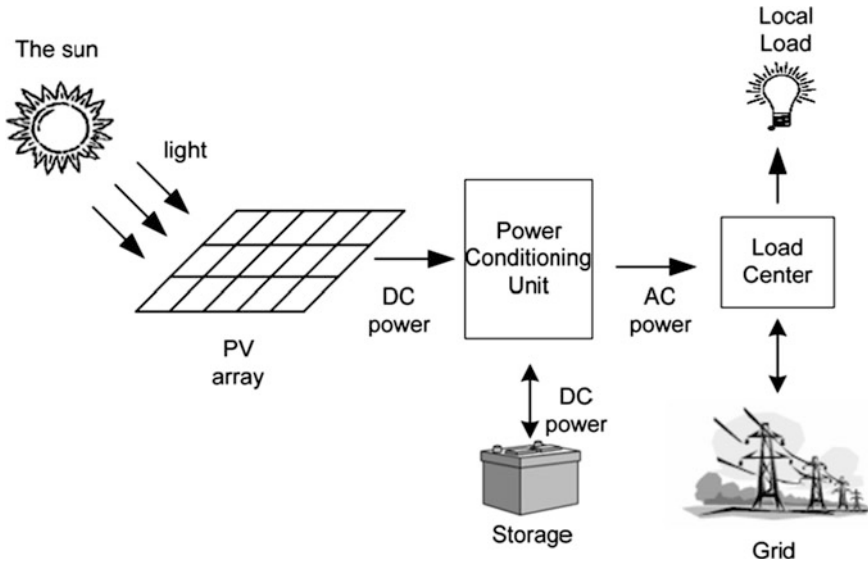 The sun
light
PV
array
DC
power
Power
Conditioning
Unit
DC
power
Storage
AC
power
Local
Load
Load
Center
Grid